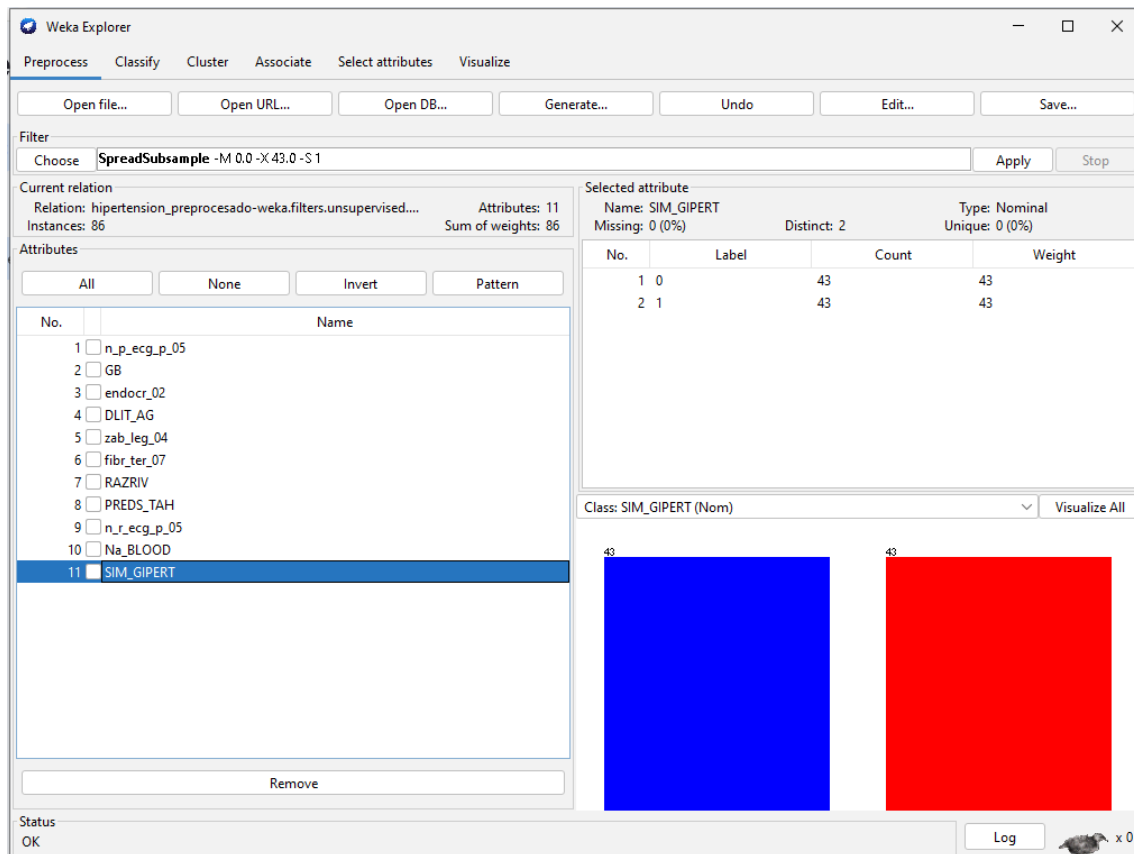 Weka Explorer
Preprocess Classify Cluster Associate Select attributes Visualize
Open file... Open URL... Open DB... Generate... Undo Edit... Save...
Filter
Choose SpreadSubsample -M 0.0 -X 43.0 -S 1 Apply Stop
Current relation
Relation: hipertension_preprocesado-weka.filters.unsupervised.... Attributes: 11
Instances: 86 Sum of weights: 86
Attributes
All None Invert Pattern
No. Name
1 n_p_ecg_p_05
2 GB
3 endocr_02
4 DLIT_AG
5 zab_leg_04
6 fibr_ter_07
7 RAZRIV
8 PREDS_TAH
9 n_r_ecg_p_05
10 Na_BLOOD
11 SIM_GIPERT
Remove
Selected attribute
Name: SIM_GIPERT Type: Nominal
Missing: 0 (0%) Distinct: 2 Unique: 0 (0%)
No. Label Count Weight
1 0 43 43
2 1 43 43
Class: SIM_GIPERT (Nom) Visualize All
43 43
Status
OK Log x 0